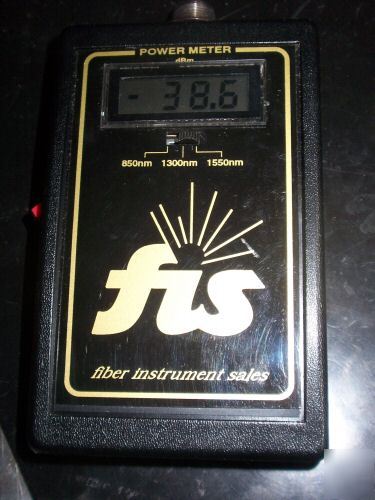 POWER METER
dBm
- 38.6
850nm 1300nm 1550nm
fis
fiber instrument sales